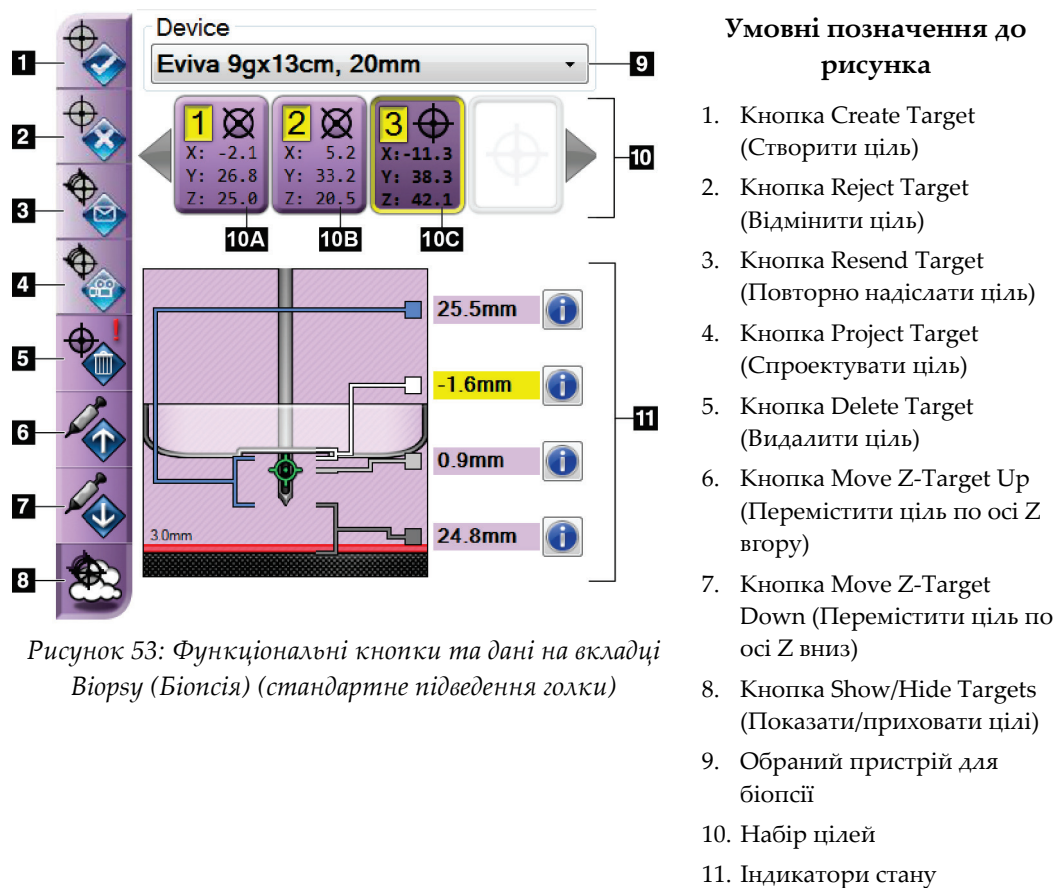 Device
1
Eviva 9gx13cm, 20mm
9
1
2
3
2
X: -2.1
X: 5.2
X:-11.3
10
Y: 26.8
Y: 33.2
Y: 38.3
Z: 25.0
Z: 20.5
Z: 42.1
3
10A
10B
10C
4
25.5mm
!
5
-1.6mm
6
11
0.9mm
7
3.0mm
24.8mm
8
Рисунок 53: Функціональні кнопки та дані на вкладці
Biopsy (Біопсія) (стандартне підведення голки)
Умовні позначення до
рисунка
1. Кнопка Create Target
(Створити ціль)
2. Кнопка Reject Target
(Відмінити ціль)
3. Кнопка Resend Target
(Повторно надіслати ціль)
4. Кнопка Project Target
(Спроектувати ціль)
5. Кнопка Delete Target
(Видалити ціль)
6. Кнопка Move Z-Target Up
(Перемістити ціль по осі Z
вгору)
7. Кнопка Move Z-Target
Down (Перемістити ціль по
осі Z вниз)
8. Кнопка Show/Hide Targets
(Показати/приховати цілі)
9. Обраний пристрій для
біопсії
10. Набір цілей
11. Індикатори стану